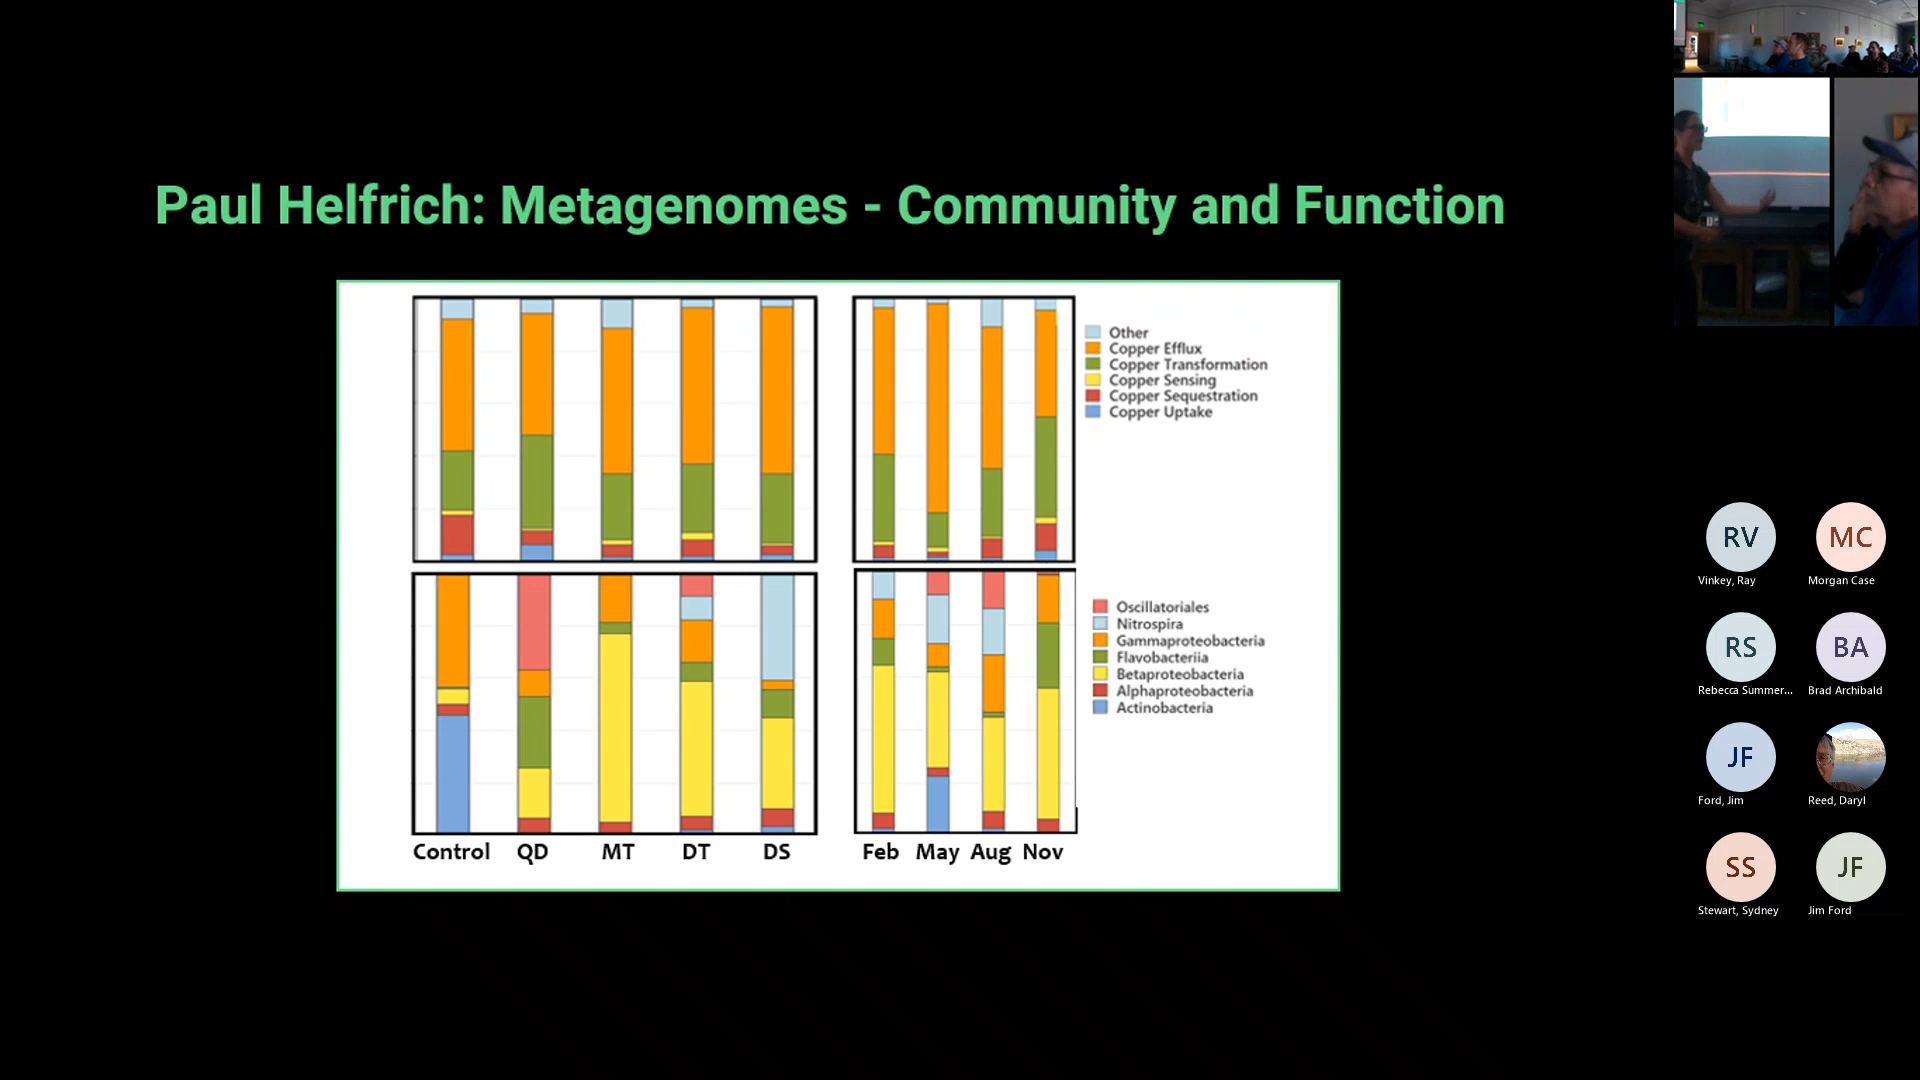 Paul Helfrich: Metagenomes - Community and Function
Other
Copper Efflux
Copper Transformation
Copper Sensing
Copper Sequestration
Copper Uptake
Oscillatoriales
Nitrospira
Gammaproteobacteria
Flavobacteriia
Betaproteobacteria
Alphaproteobacteria
Actinobacteria
Control QD MT DT DS Feb May Aug Nov
RV MC
Vinkey, Ray Morgan Case
RS BA
Rebecca Summer... Brad Archibald
JF
Ford, Jim Reed, Daryl
SS JF
Stewart, Sydney Jim Ford